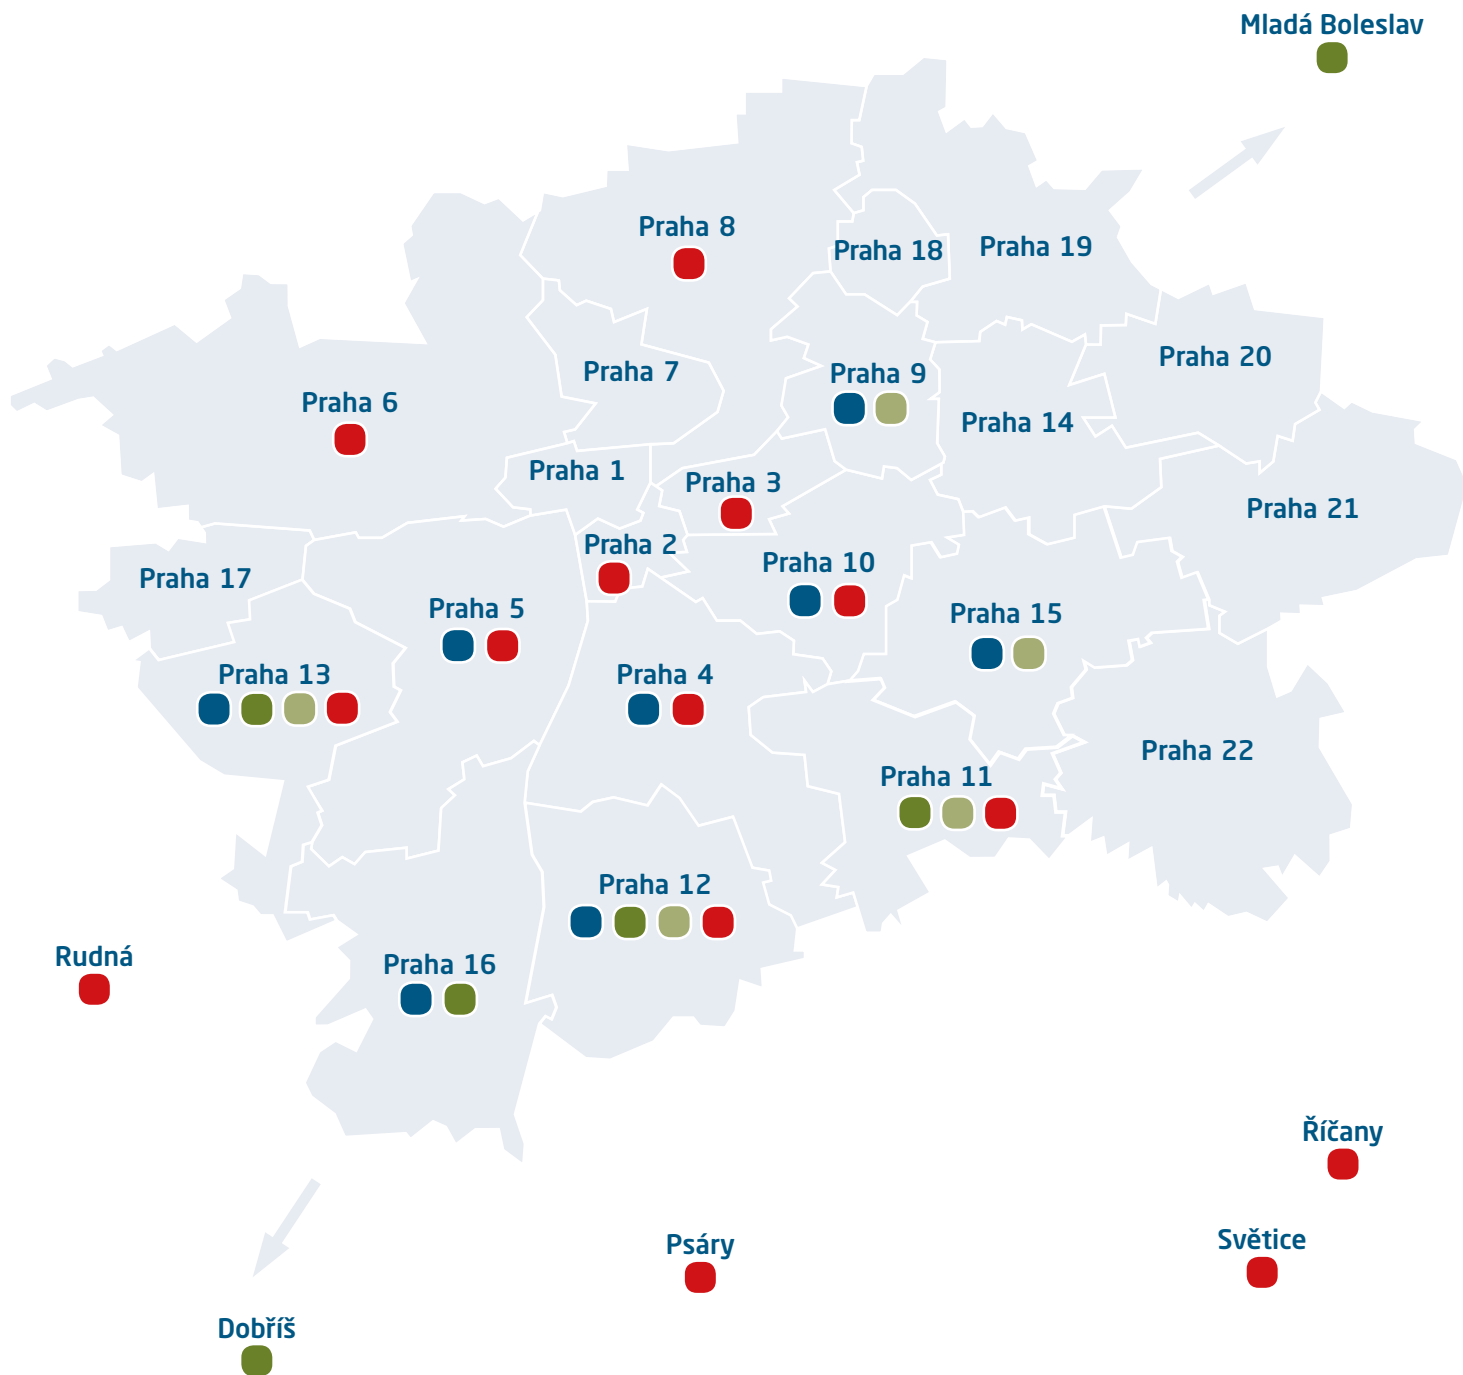 Mladá Boleslav
Praha 8
Praha 18
Praha 19
Praha 20
Praha 7
Praha 9
Praha 6
Praha 14
Praha 1
Praha 3
Praha 21
Praha 2
Praha 10
Praha 17
Praha 5
Praha 15
Praha 13
Praha 4
Praha 22
Praha 11
Praha 12
Rudná
Praha 16
Říčany
Světice
Psáry
Dobříš